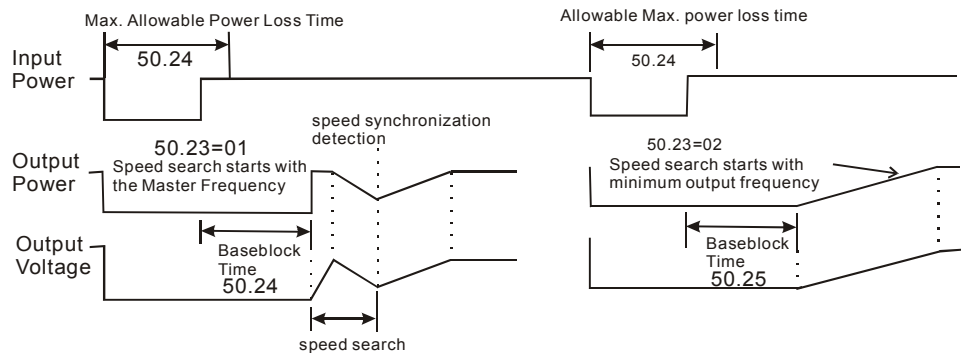 Max. Allowable Power Loss Time
50.24
Input
Power
Allowable Max. power loss time
50.24
speed synchronization
detection
50.23=01
Speed search starts with
the Master Frequency
Output
Power
50.23=02
Speed search starts with
minimum output frequency
Output
Voltage
Baseblock
Time
50.24
Baseblock
Time
50.25
speed search